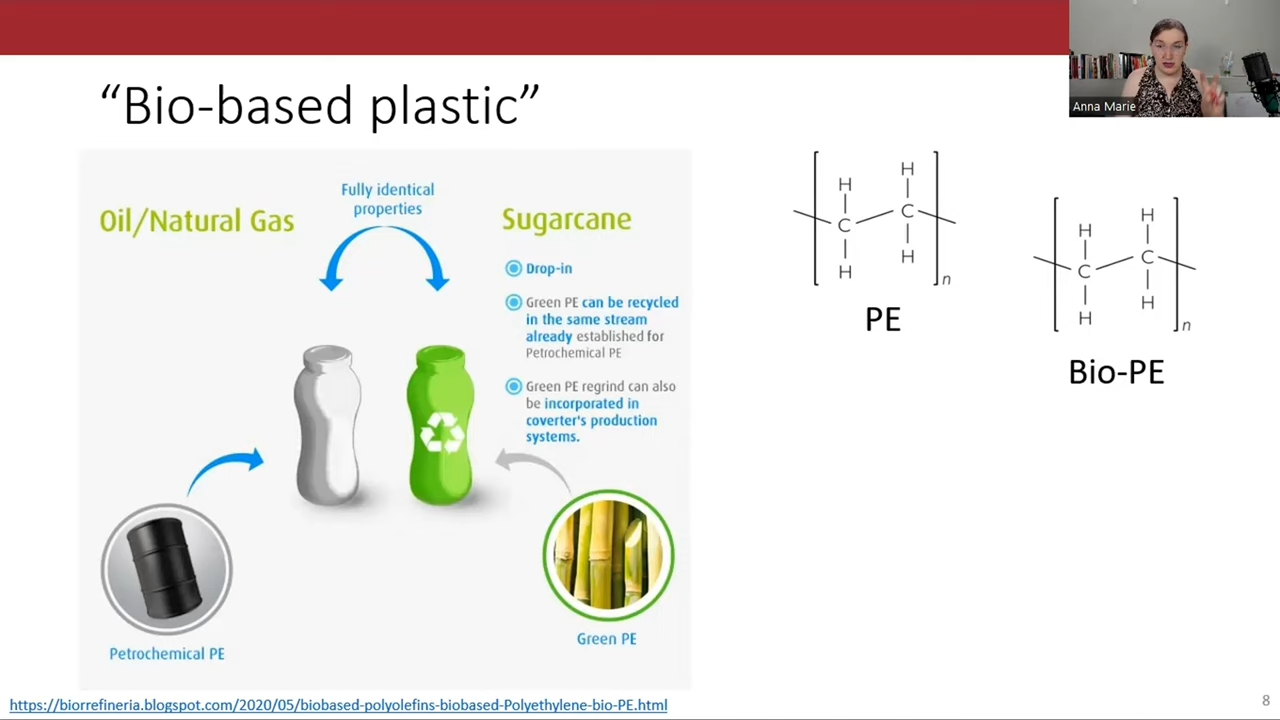 Anna Marie
“Bio-based plastic”
Fully identical
properties
Oil/Natural Gas
Sugarcane
Drop-in
Green PE can be recycled
in the same stream
already established for
Petrochemical PE
Green PE regrind can also
be incorporated in
coverter's production
systems.
Petrochemical PE
Green PE
H
H
C
C
H
H
n
PE
H
H
C
C
H
H
n
Bio-PE
https://biorrefineria.blogspot.com/2020/05/biobased-polyolefins-biobased-Polyethylene-bio-PE.html
8